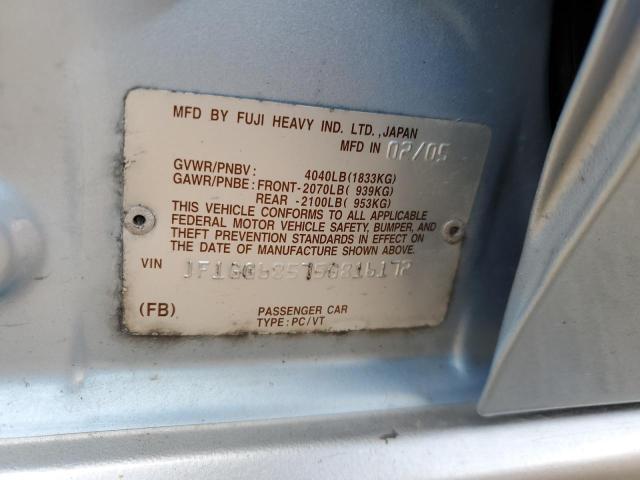 MFD BY FUJI HEAVY IND. LTD.,JAPAN
MFD IN 02/05
GVWR/PNBV: 4040LB(1833KG)
GAWR/PNBE: FRONT-2070LB( 939KG)
REAR -2100LB( 953KG)
THIS VEHICLE CONFORMS TO ALL APPLICABLE
FEDERAL MOTOR VEHICLE SAFETY, BUMPER, AND
THEFT PREVENTION STANDARDS IN EFFECT ON
THE DATE OF MANUFACTURE SHOWN ABOVE.
VIN
(FB) PASSENGER CAR
TYPE: PC/VT